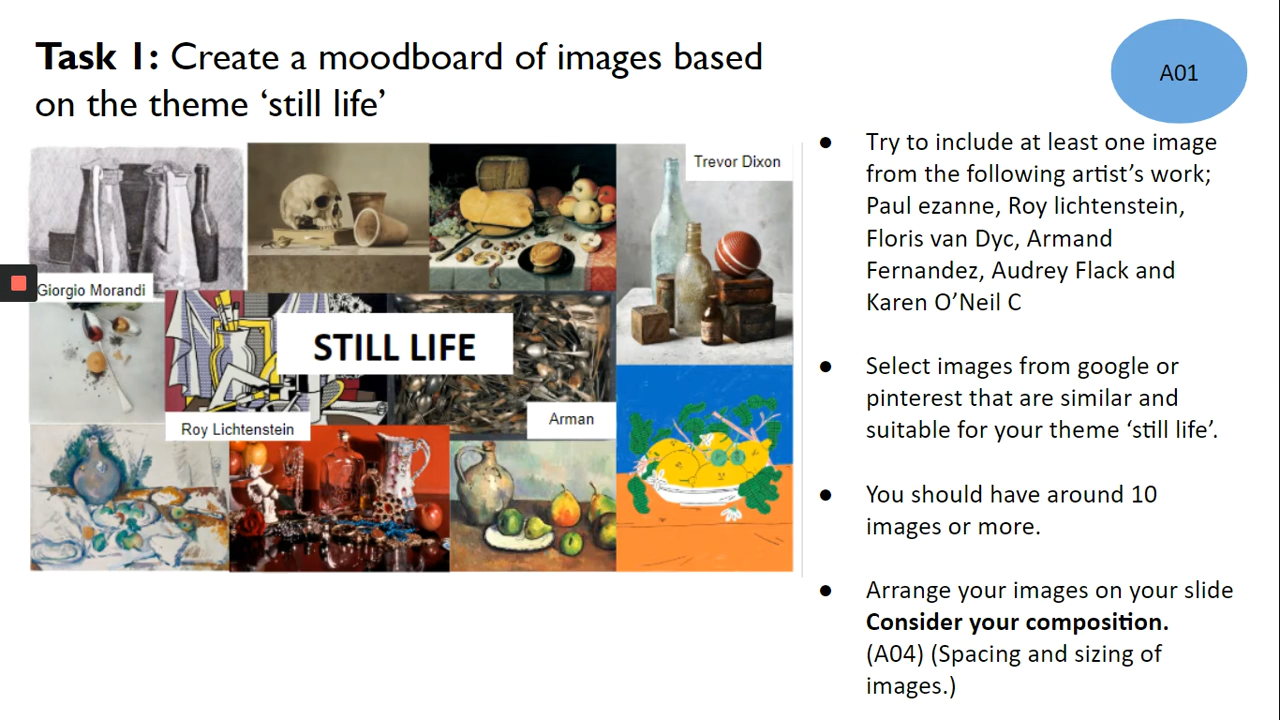 Task 1: Create a moodboard of images based
on the theme ‘still life’
A01
Giorgio Morandi
Trevor Dixon
STILL LIFE
Roy Lichtenstein
Arman
● Try to include at least one image
from the following artist’s work;
Paul ezanne, Roy lichtenstein,
Floris van Dyc, Armand
Fernandez, Audrey Flack and
Karen O’Neil C
● Select images from google or
pinterest that are similar and
suitable for your theme ‘still life’.
● You should have around 10
images or more.
● Arrange your images on your slide
Consider your composition.
(A04) (Spacing and sizing of
images.)